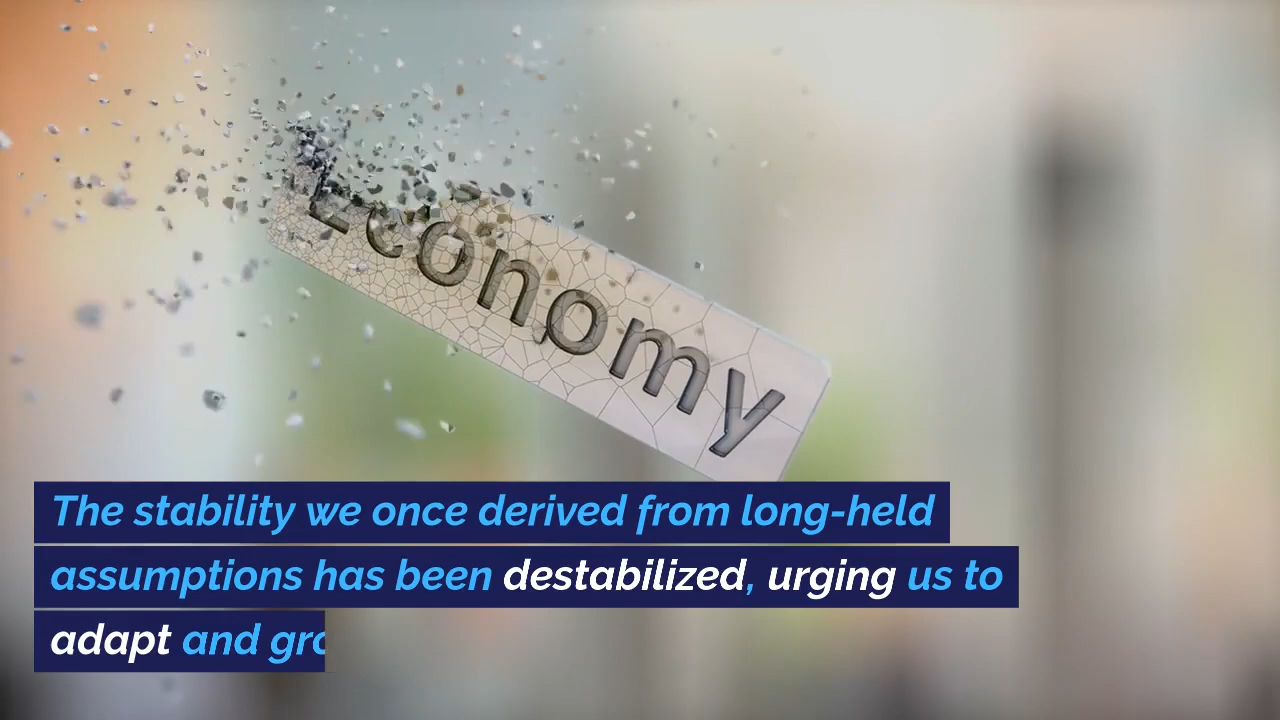 Economy
The stability we once derived from long-held
assumptions has been destabilized, urging us to
adapt and